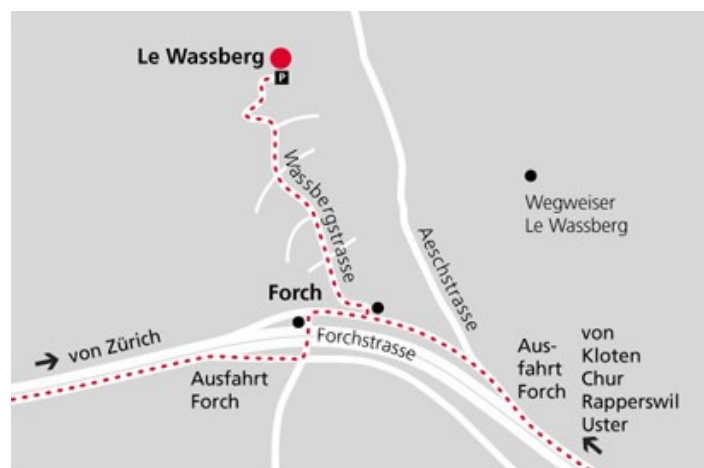 Le Wassberg
P
Wassbergstrasse
Aeschstrasse
Wegweiser
Le Wassberg
Forch
von Zürich
Forchstrasse
Ausfahrt
Forch
Aus-
fahrt
Forch
von
Kloten
Chur
Rapperswil
Uster